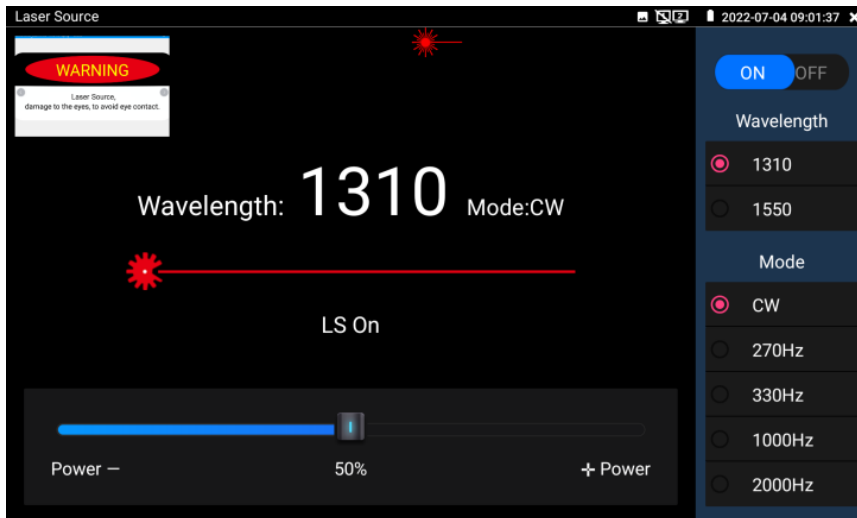 Laser Source
2
2022-07-04 09:01:37
WARNING
Laser Source,
damage to the eyes, to avoid eye contact.
Wavelength: 1310 Mode:CW
LS On
Power –
50%
+ Power
ON OFF
Wavelength
1310
1550
Mode
CW
270Hz
330Hz
1000Hz
2000Hz